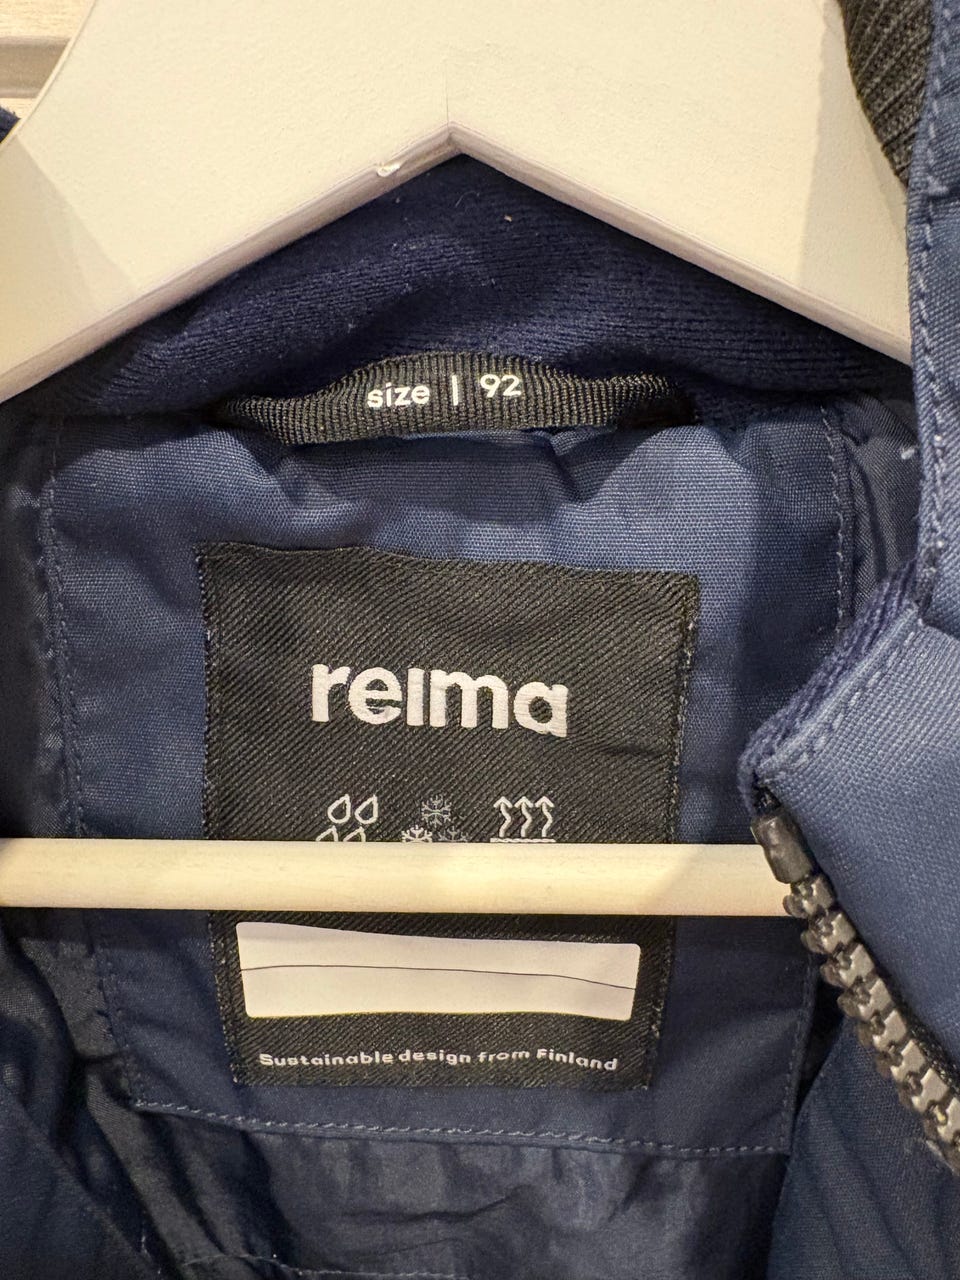 size | 92
reima
Sustainable design from Finland